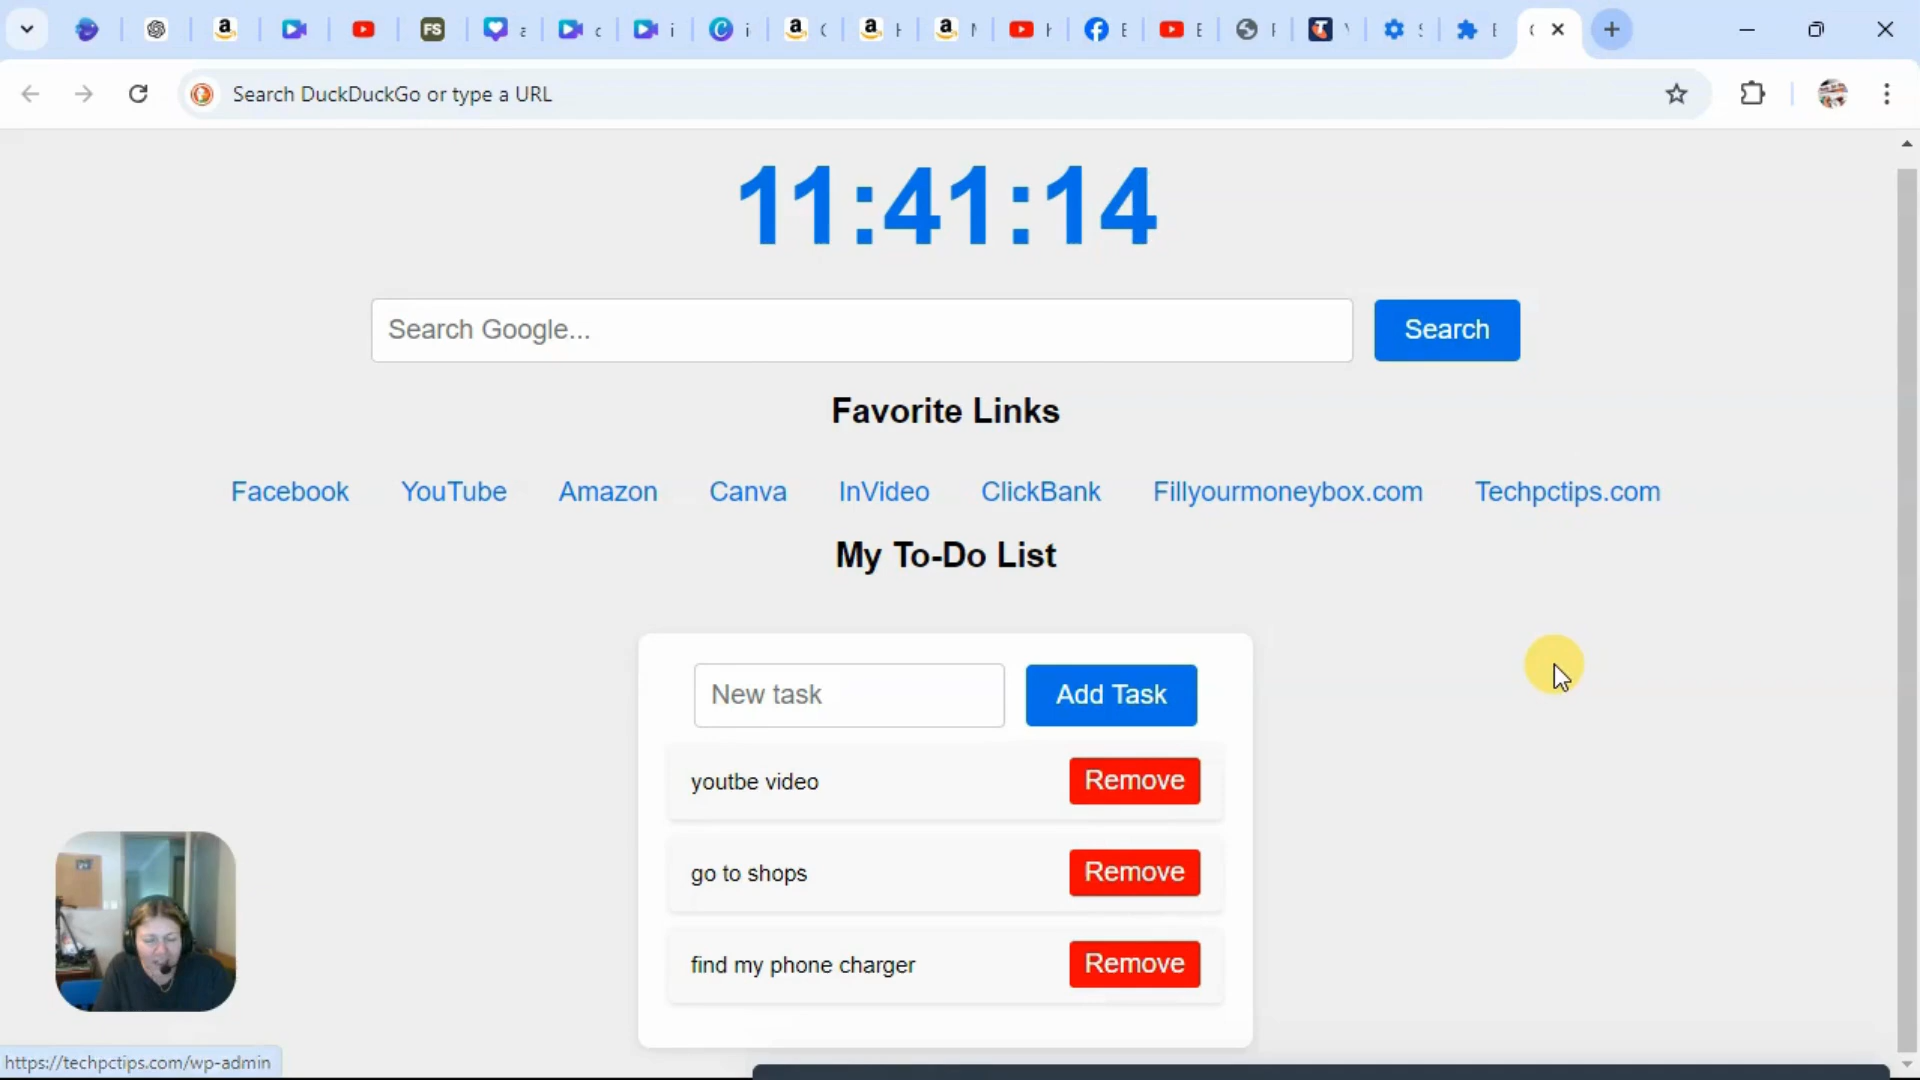 Search DuckDuckGo or type a URL
11:41:14
Search Google...
Search
Favorite Links
Facebook YouTube Amazon Canva InVideo ClickBank Fillyourmoneybox.com Techpctips.com
My To-Do List
New task
Add Task
youtbe video
Remove
go to shops
Remove
find my phone charger
Remove
https://techpctips.com/wp-admin